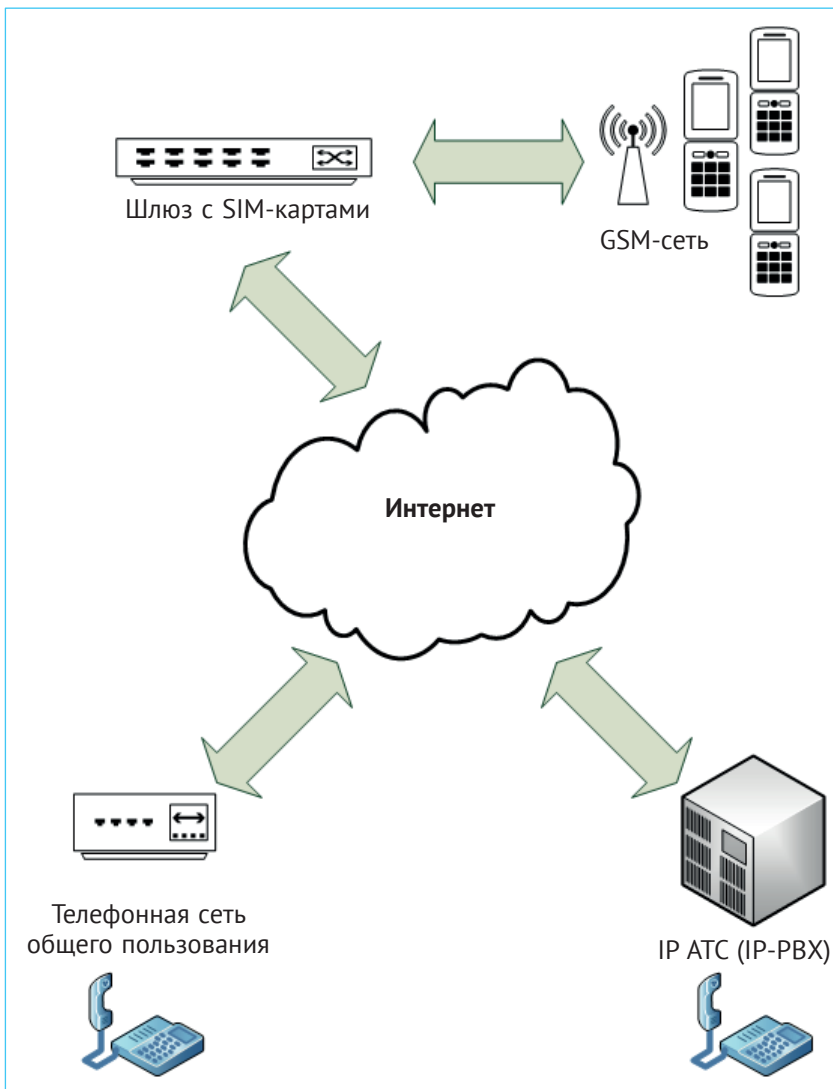 Шлюз с SIM-картами
GSM-сеть
Интернет
Телефонная сеть
общего пользования
IP АТС (IP-PBX)